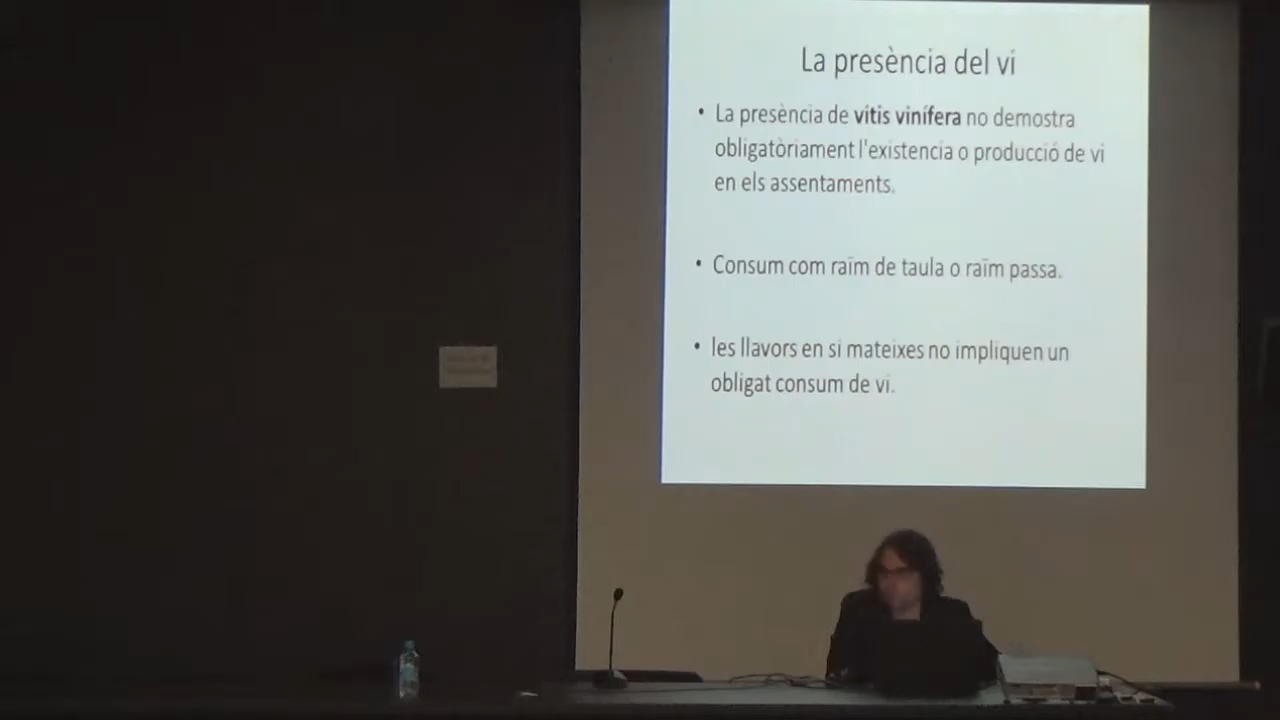 La presència del vi
• La presència de vitis vinífera no demostra
obligatòriament l'existencia o producció de vi
en els assentaments.
• Consum com raïm de taula o raïm passa.
• les llavors en si mateixes no impliquen un
obligat consum de vi.